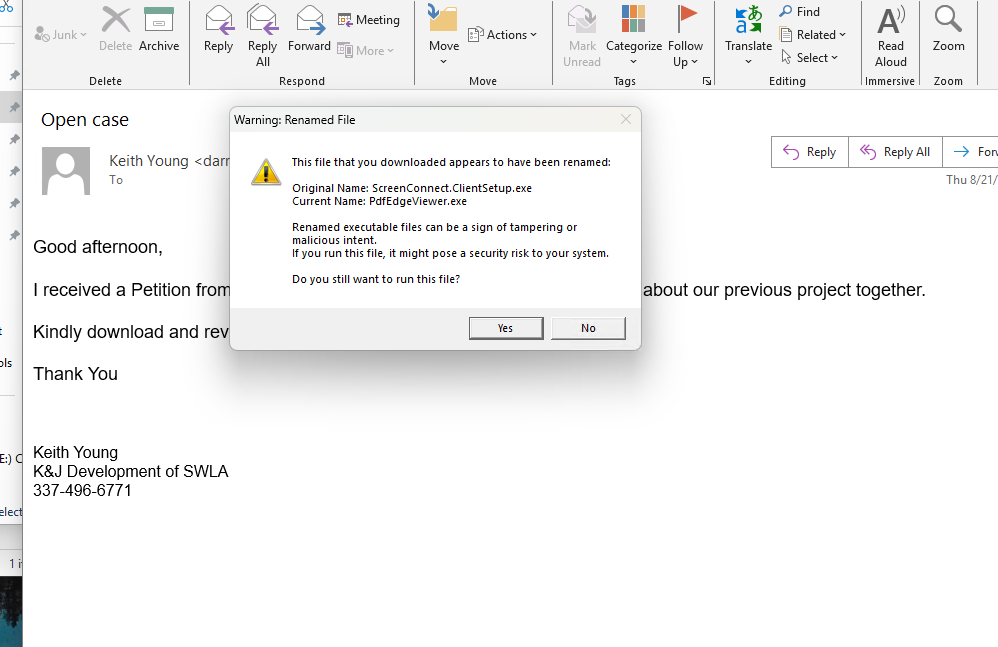 Junk
Delete
Archive
Reply
Reply All
Forward
Meeting
More
Move
Actions
Mark Unread
Categorize
Follow Up
Translate
Find
Related
Select
Read Aloud
Zoom
Delete
Respond
Move
Tags
Editing
Immersive
Zoom
Open case
Keith Young <darr
To
Reply
Reply All
Forw
Thu 8/21/
Warning: Renamed File
This file that you downloaded appears to have been renamed:
Original Name: ScreenConnect.ClientSetup.exe
Current Name: PdfEdgeViewer.exe
Renamed executable files can be a sign of tampering or
malicious intent.
If you run this file, it might pose a security risk to your system.
Do you still want to run this file?
Yes
No
Good afternoon,
I received a Petition from
about our previous project together.
Kindly download and rev
Thank You
Keith Young
K&J Development of SWLA
337-496-6771
ols
E:) C
elect
1 i